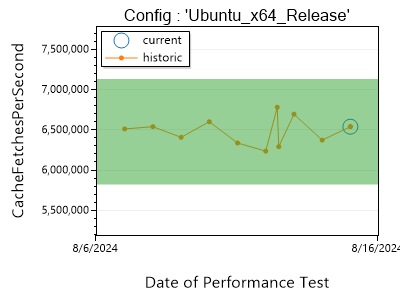 Config : 'Ubuntu_x64_Release'
current
historic
CacheFetchesPerSecond
7,500,000
7,000,000
6,500,000
6,000,000
5,500,000
8/6/2024
8/16/2024
Date of Performance Test